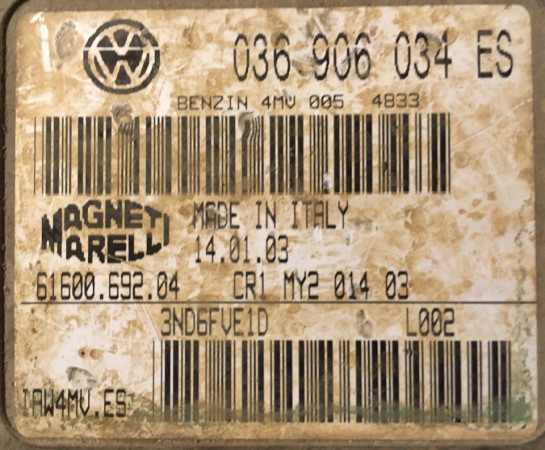 036 906 034 ES
BENZIN 4MV 005 4833
MAGNETI MARELLI
MADE IN ITALY
14.01.03
61600.692.04 CR1 MY2 014 03
3ND6FVE1D L002
IAW4MV.ES